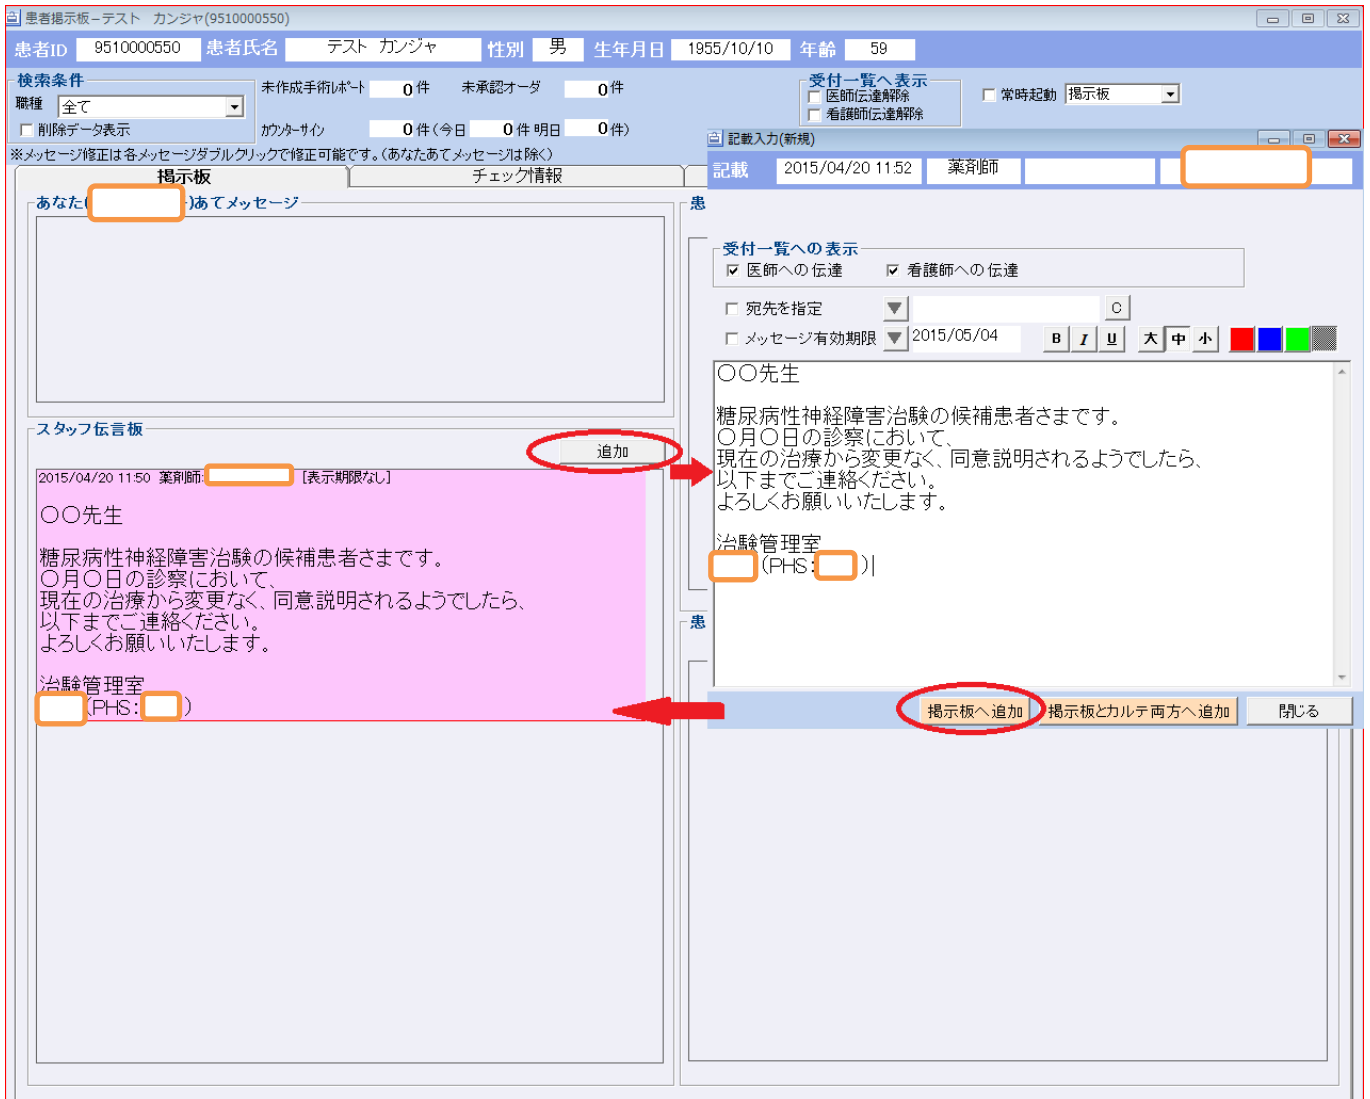 患者掲示板－テスト　カンジャ(9510000550)
患者ID 9510000550 患者氏名 テスト カンジャ 性別 男 生年月日 1955/10/10 年齢 59
検索条件
職種 全て
削除データ表示
未作成手術ﾚﾎﾟｰﾄ 0件 未承認オーダ 0件
ｶｳﾝﾀｰｻｲﾝ 0件(今日 0件 明日 0件)
受付一覧へ表示
医師伝達解除
看護師伝達解除
常時起動 掲示板
※メッセージ修正は各メッセージダブルクリックで修正可能です。(あなたあてメッセージは除く)
掲示板 チェック情報
あなた( )あてメッセージ
患
スタッフ伝言板
追加
2015/04/20 11:50 薬剤師: [表示期限なし]
〇〇先生
糖尿病性神経障害治験の候補患者さまです。
〇月〇日の診察において、
現在の治療から変更なく、同意説明されるようでしたら、
以下までご連絡ください。
よろしくお願いいたします。
治験管理室
(PHS: )
患
記載入力(新規)
記載 2015/04/20 11:52 薬剤師
受付一覧への表示
医師への伝達 看護師への伝達
宛先を指定 C
メッセージ有効期限 2015/05/04 B I U 大 中 小
〇〇先生
糖尿病性神経障害治験の候補患者さまです。
〇月〇日の診察において、
現在の治療から変更なく、同意説明されるようでしたら、
以下までご連絡ください。
よろしくお願いいたします。
治験管理室
(PHS: )
掲示板へ追加 掲示板とカルテ両方へ追加 閉じる